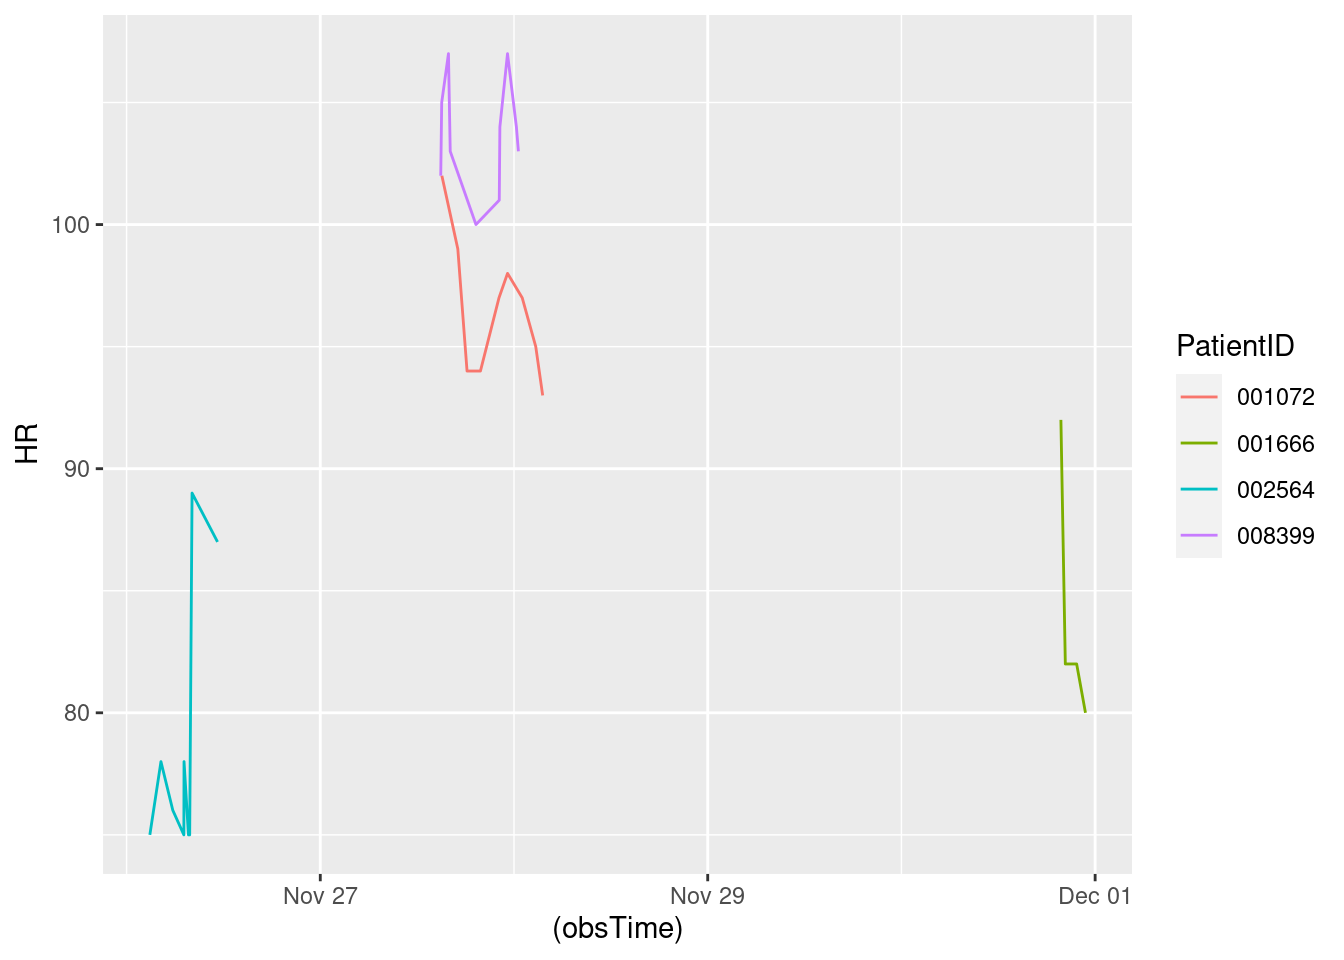 HR
100
90
80
Nov 27
Nov 29
Dec 01
(obsTime)
PatientID
001072
001666
002564
008399